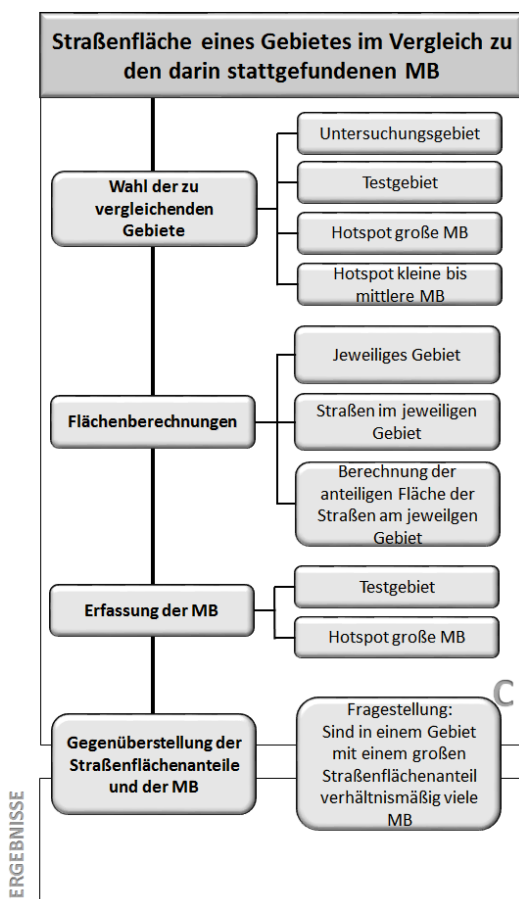 Straßenfläche eines Gebietes im Vergleich zu
den darin stattgefundenen MB
Wahl der zu
vergleichenden
Gebiete
Untersuchungsgebiet
Testgebiet
Hotspot große MB
Hotspot kleine bis
mittlere MB
Flächenberechnungen
Jeweiliges Gebiet
Straßen im jeweiligen
Gebiet
Berechnung der
anteiligen Fläche der
Straßen am jeweilgen
Gebiet
Erfassung der MB
Testgebiet
Hotspot große MB
C
Gegenüberstellung der
Straßenflächenanteile
und der MB
Fragestellung:
Sind in einem Gebiet
mit einem großen
Straßenflächenanteil
verhältnismäßig viele
MB
ERGEBNISSE